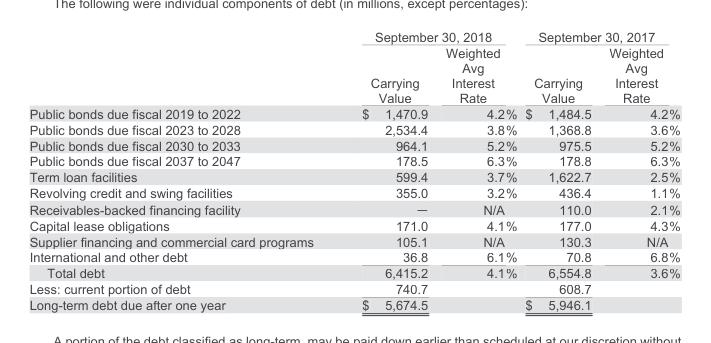 The following were individual components of debt (in millions, except percentages):
September 30, 2018 September 30, 2017
Weighted Weighted
Avg Avg
Carrying Interest Carrying Interest
Value Rate Value Rate
Public bonds due fiscal 2019 to 2022 $ 1,470.9 4.2% $ 1,484.5 4.2%
Public bonds due fiscal 2023 to 2028 2,534.4 3.8% 1,368.8 3.6%
Public bonds due fiscal 2030 to 2033 964.1 5.2% 975.5 5.2%
Public bonds due fiscal 2037 to 2047 178.5 6.3% 178.8 6.3%
Term loan facilities 599.4 3.7% 1,622.7 2.5%
Revolving credit and swing facilities 355.0 3.2% 436.4 1.1%
Receivables-backed financing facility — N/A 110.0 2.1%
Capital lease obligations 171.0 4.1% 177.0 4.3%
Supplier financing and commercial card programs 105.1 N/A 130.3 N/A
International and other debt 36.8 6.1% 70.8 6.8%
Total debt 6,415.2 4.1% 6,554.8 3.6%
Less: current portion of debt 740.7 608.7
Long-term debt due after one year $ 5,674.5 $ 5,946.1
A portion of the debt classified as long-term, may be paid down earlier than scheduled at our discretion without